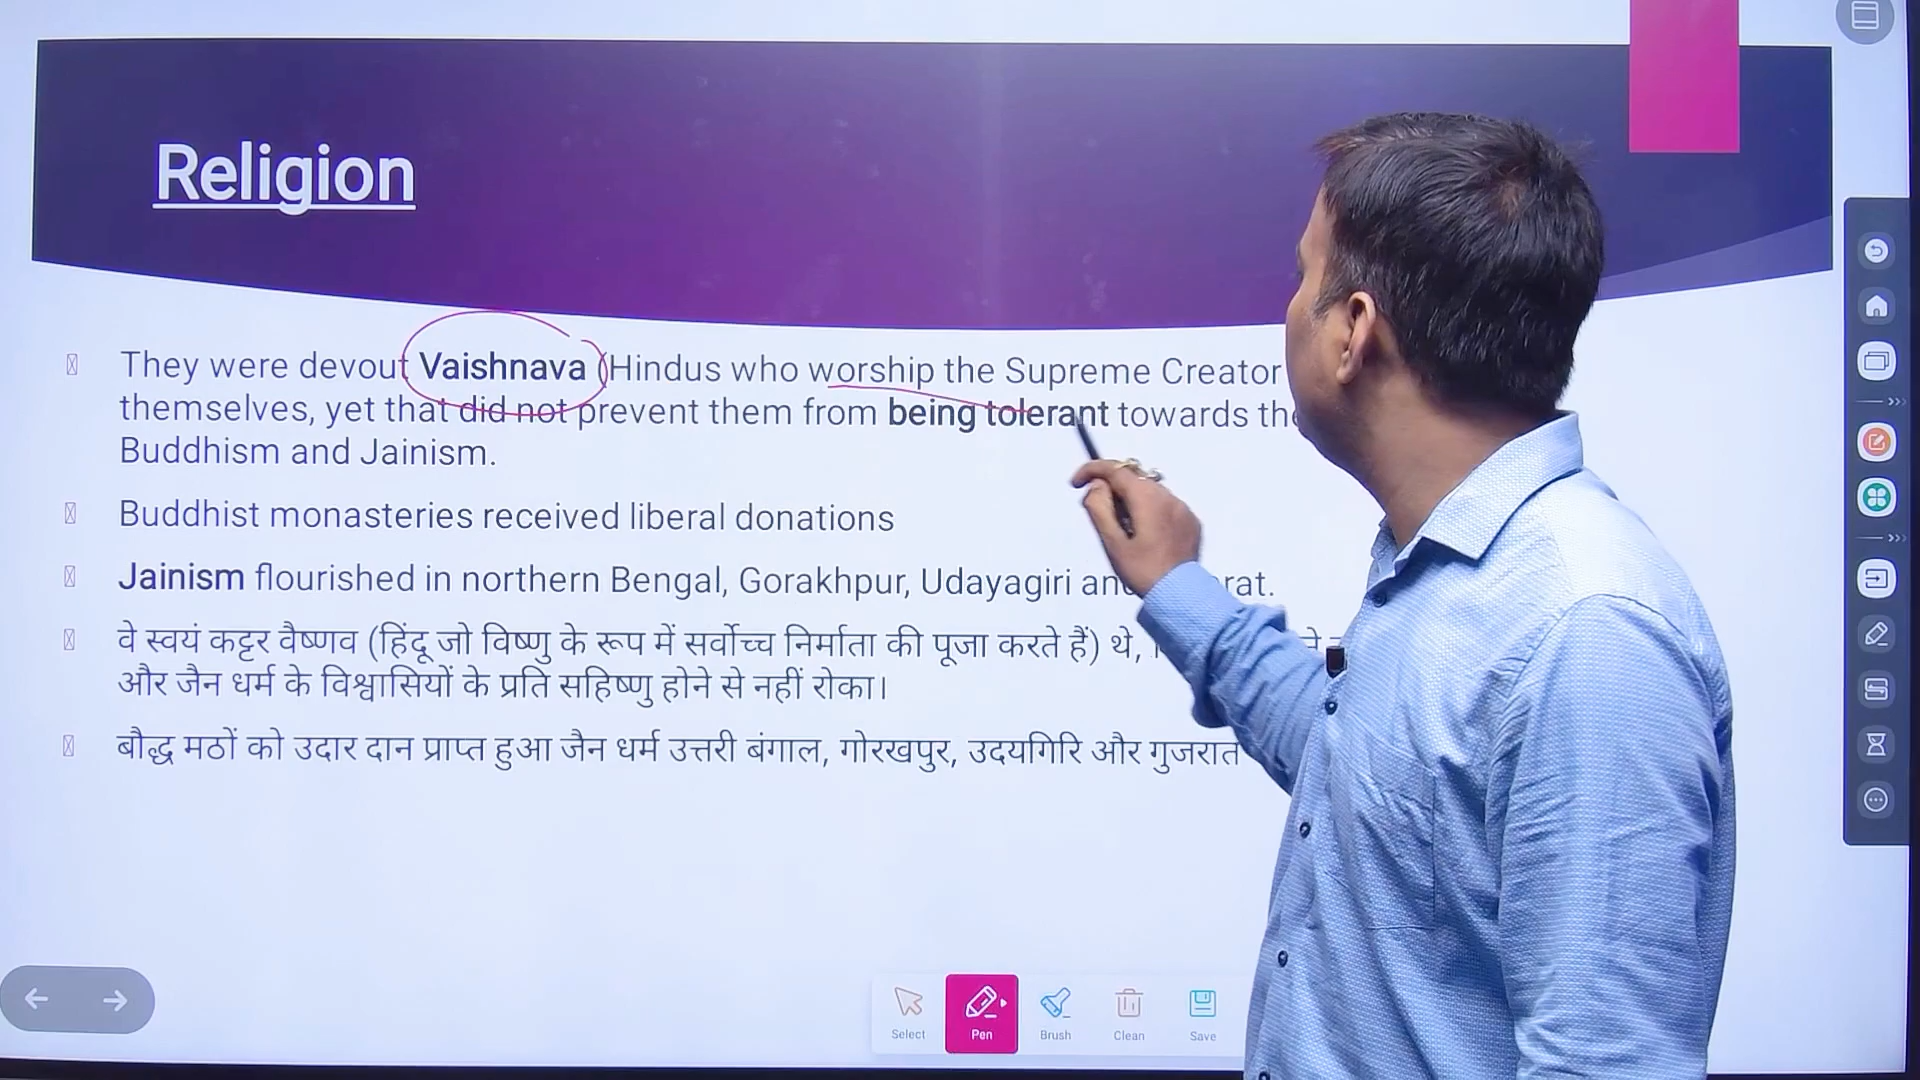 Religion
They were devout Vaishnava (Hindus who worship the Supreme Creator
themselves, yet that did not prevent them from being tolerant towards the
Buddhism and Jainism.
Buddhist monasteries received liberal donations
Jainism flourished in northern Bengal, Gorakhpur, Udayagiri
वे स्वयं कट्टर वैष्णव (हिंदू जो विष्णु के रूप में सर्वोच्च निर्माता की पूजा करते हैं) थे,
और जैन धर्म के विश्वासियों के प्रति सहिष्णु होने से नहीं रोका।
बौद्ध मठों को उदार दान प्राप्त हुआ जैन धर्म उत्तरी बंगाल, गोरखपुर, उदयगिरि और गुजरात
Select Pen Brush Clean Save